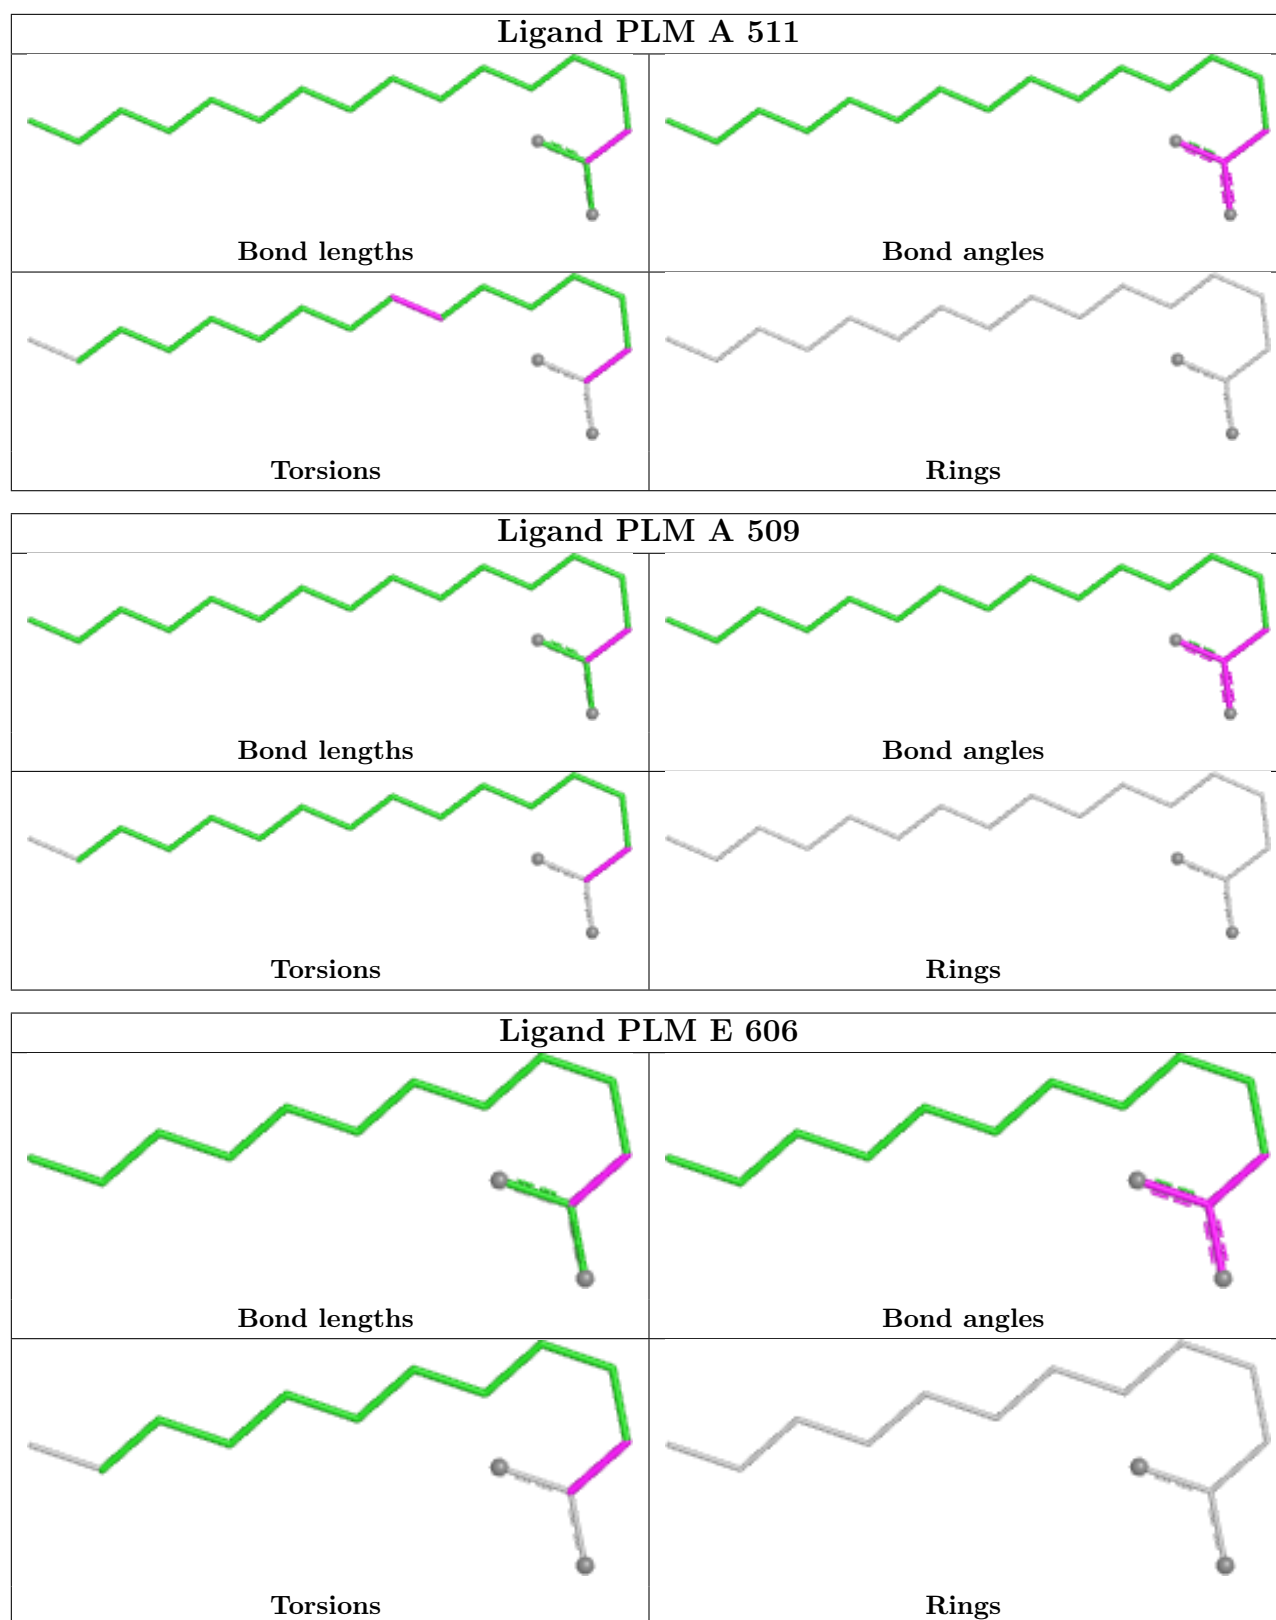 Ligand PLM A 511
Bond lengths
Bond angles
Torsions
Rings
Ligand PLM A 509
Bond lengths
Bond angles
Torsions
Rings
Ligand PLM E 606
Bond lengths
Bond angles
Torsions
Rings